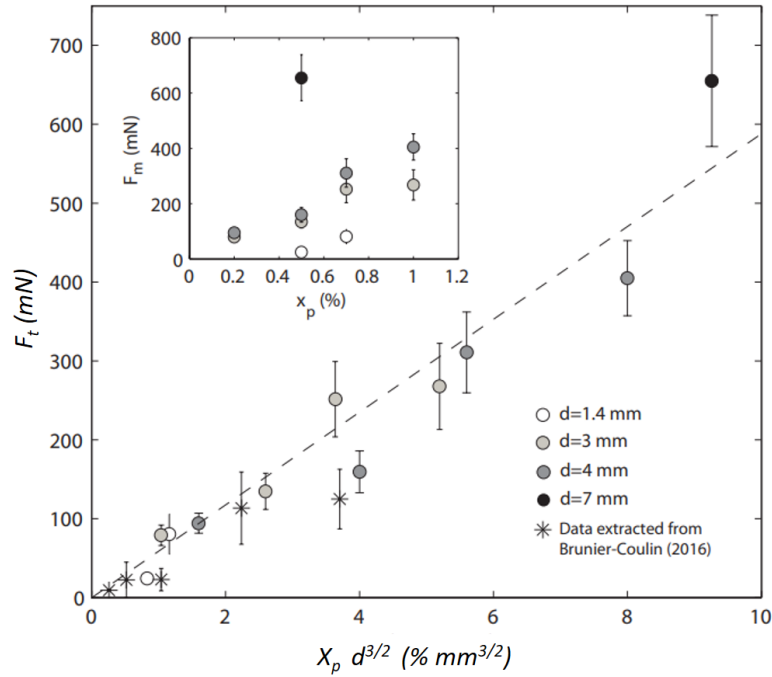 700
600
500
400
300
200
100
0
F_t (mN)
0
2
4
6
8
10
X_p d^{3/2} (% mm^{3/2})
800
600
400
200
0
F_m (mN)
0
0.2
0.4
0.6
0.8
1
1.2
x_p (%)
d=1.4 mm
d=3 mm
d=4 mm
d=7 mm
Data extracted from
Brunier-Coulin (2016)